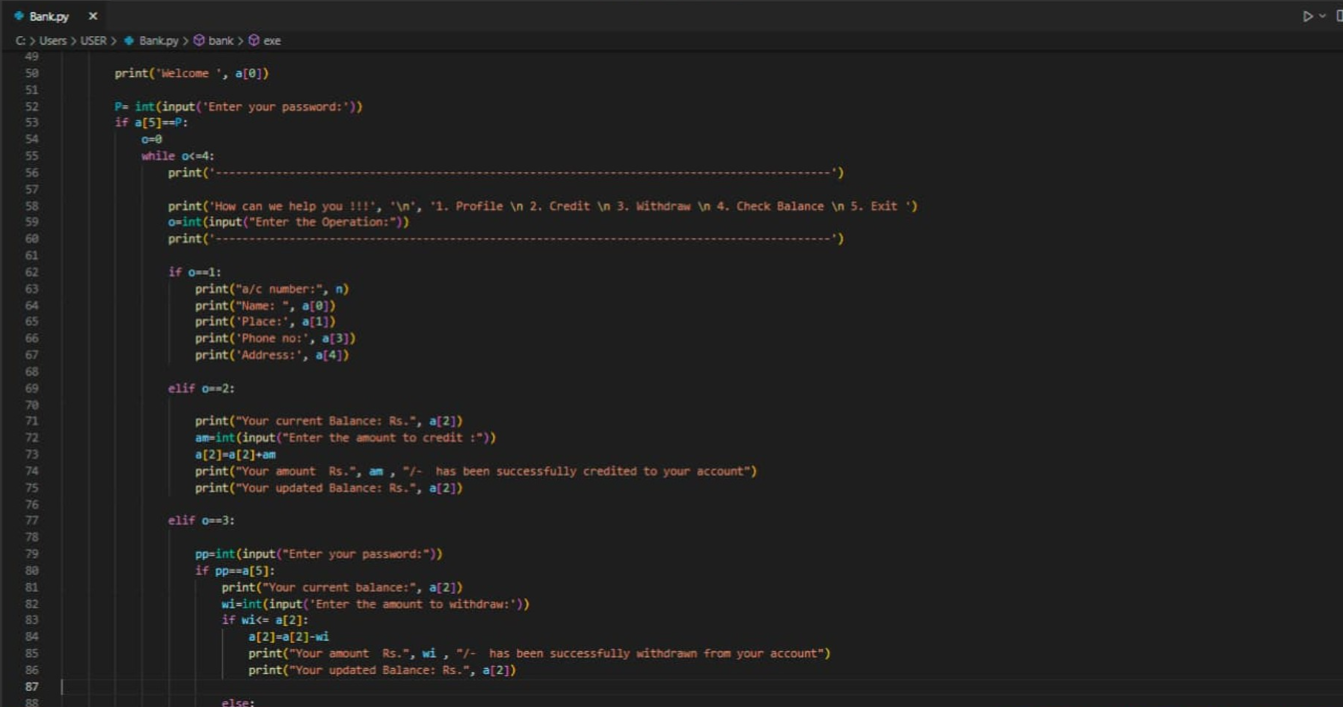 Bank.py ×
C: > Users > USER > Bank.py > bank > exe
49
50 print('Welcome ', a[0])
51
52 P= int(input('Enter your password:'))
53 if a[5]==P:
54 o=0
55 while o<=4:
56 print('--------------------------------------------------------------------------------------------')
57
58 print('How can we help you !!!', '\n', '1. Profile \n 2. Credit \n 3. Withdraw \n 4. Check Balance \n 5. Exit ')
59 o=int(input("Enter the Operation:"))
60 print('--------------------------------------------------------------------------------------------')
61
62 if o==1:
63 print("a/c number:", n)
64 print("Name: ", a[0])
65 print('Place:', a[1])
66 print('Phone no:', a[3])
67 print('Address:', a[4])
68
69 elif o==2:
70
71 print("Your current Balance: Rs.", a[2])
72 am=int(input("Enter the amount to credit :"))
73 a[2]=a[2]+am
74 print("Your amount  Rs.", am , "/-  has been successfully credited to your account")
75 print("Your updated Balance: Rs.", a[2])
76
77 elif o==3:
78
79 pp=int(input("Enter your password:"))
80 if pp==a[5]:
81 print("Your current balance:", a[2])
82 wi=int(input('Enter the amount to withdraw:'))
83 if wi<= a[2]:
84 a[2]=a[2]-wi
85 print("Your amount  Rs.", wi , "/-  has been successfully withdrawn from your account")
86 print("Your updated Balance: Rs.", a[2])
87
88 else: